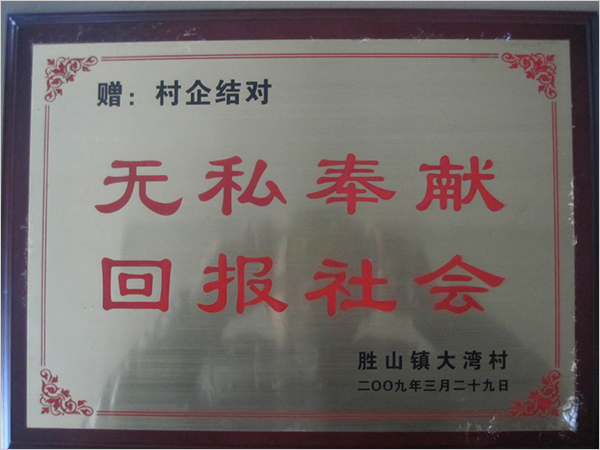 赠：村企结对
无私奉献
回报社会
胜山镇大湾村
二〇〇九年三月二十九日